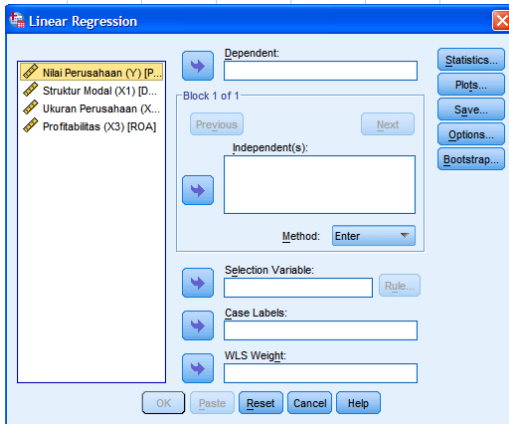 Linear Regression
Nilai Perusahaan (Y) [P...
Struktur Modal (X1) [D...
Ukuran Perusahaan (X...
Profitabilitas (X3) [ROA]
Dependent:
Block 1 of 1
Previous
Next
Independent(s):
Method:
Enter
Selection Variable:
Rule...
Case Labels:
WLS Weight:
Statistics...
Plots...
Save...
Options...
Bootstrap...
OK
Paste
Reset
Cancel
Help